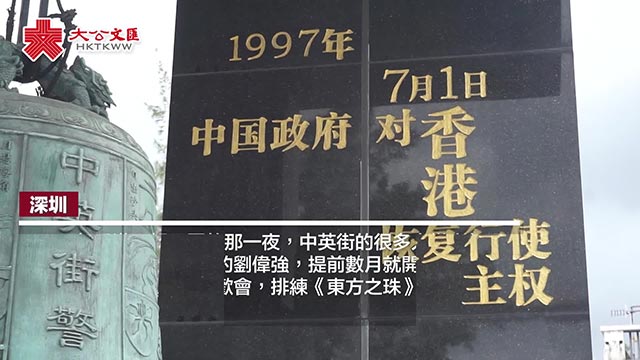 大公文匯
HKTKWW
1997年
7月1日
中国政府对香港
恢复行使
主权
中英街警
深圳
那一夜，中英街的很多
的劉偉強，提前數月就開
歡會，排練《東方之珠》